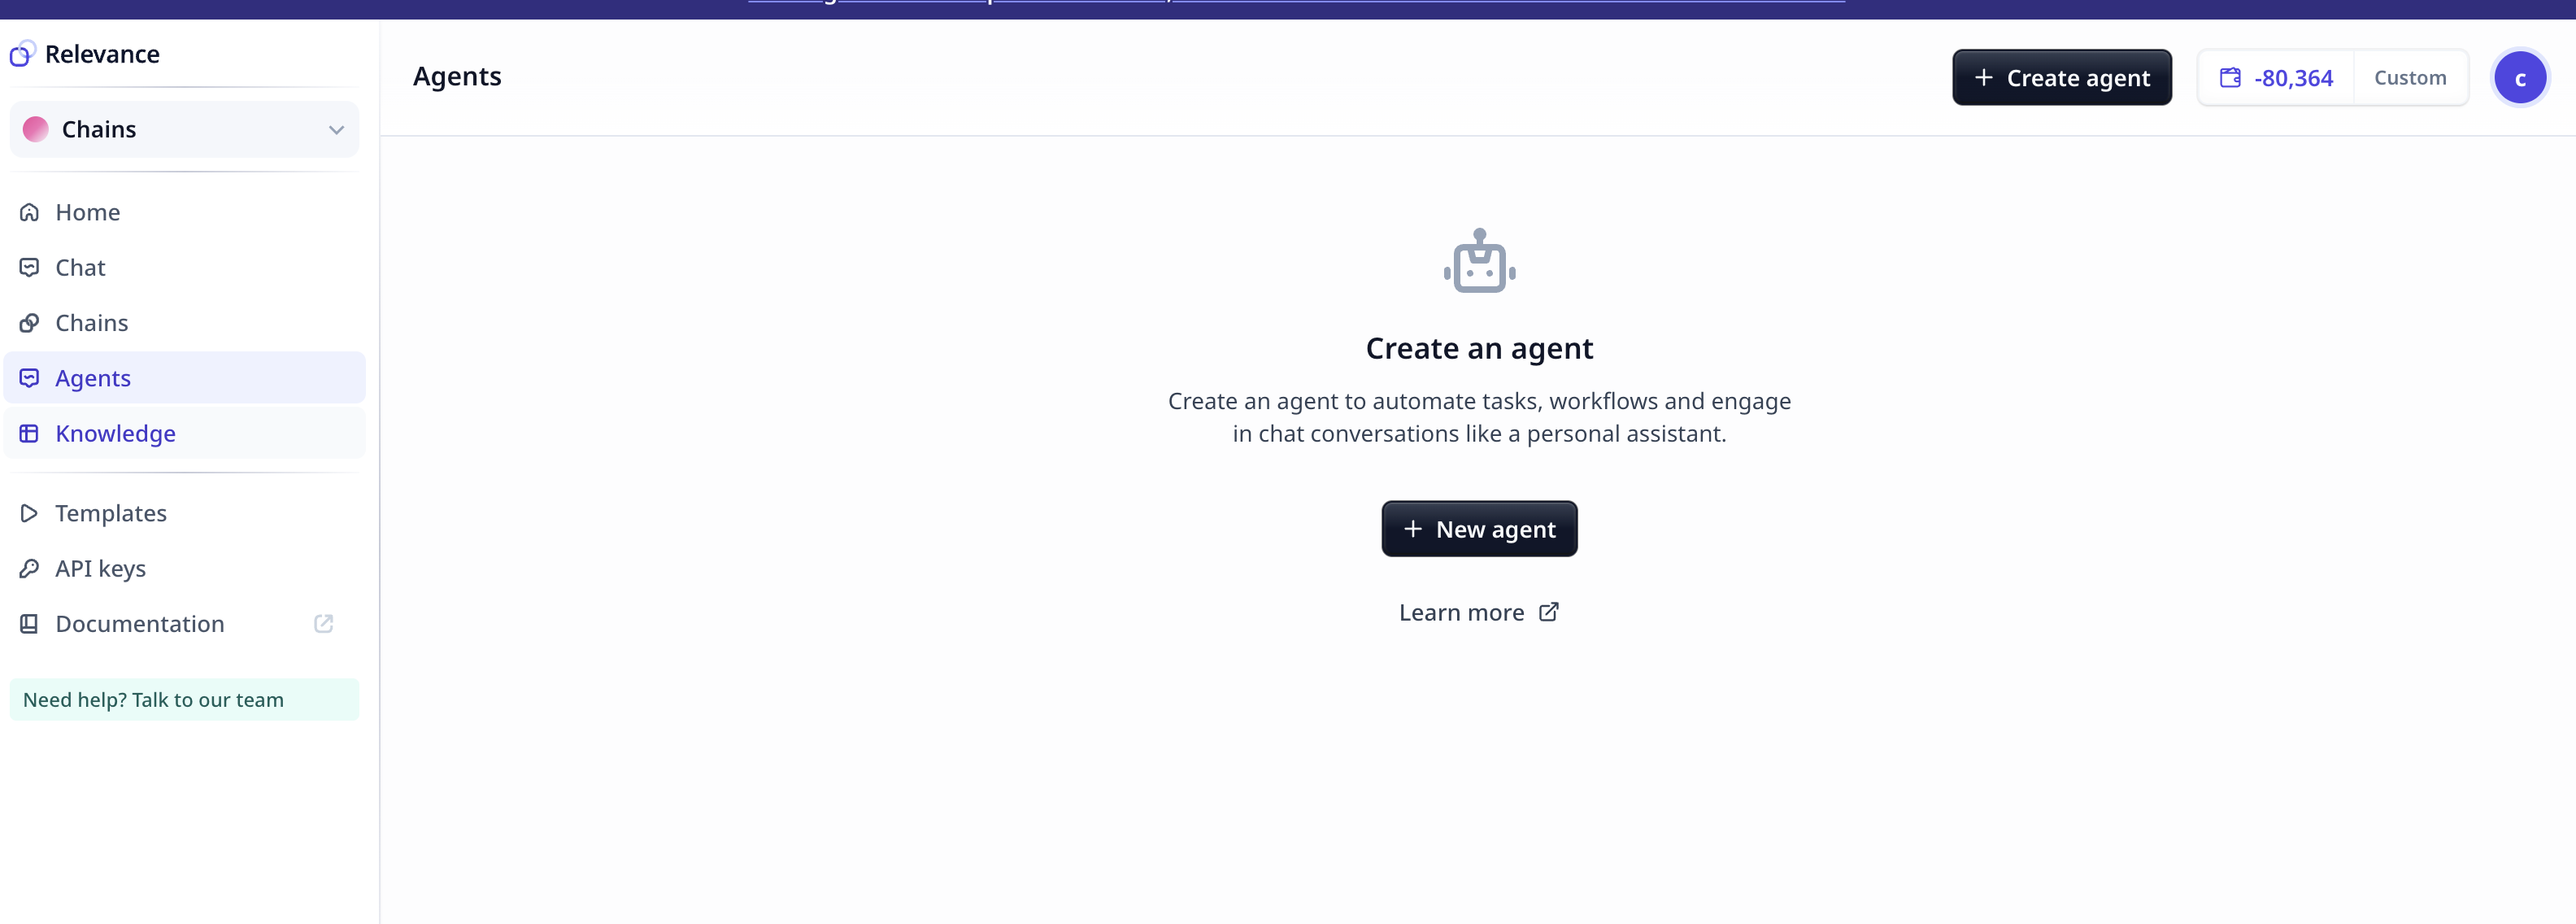 Relevance
Chains
Home
Chat
Chains
Agents
Knowledge
Templates
API keys
Documentation
Need help? Talk to our team
Agents
Create agent
-80,364
Custom
c
Create an agent
Create an agent to automate tasks, workflows and engage
in chat conversations like a personal assistant.
New agent
Learn more